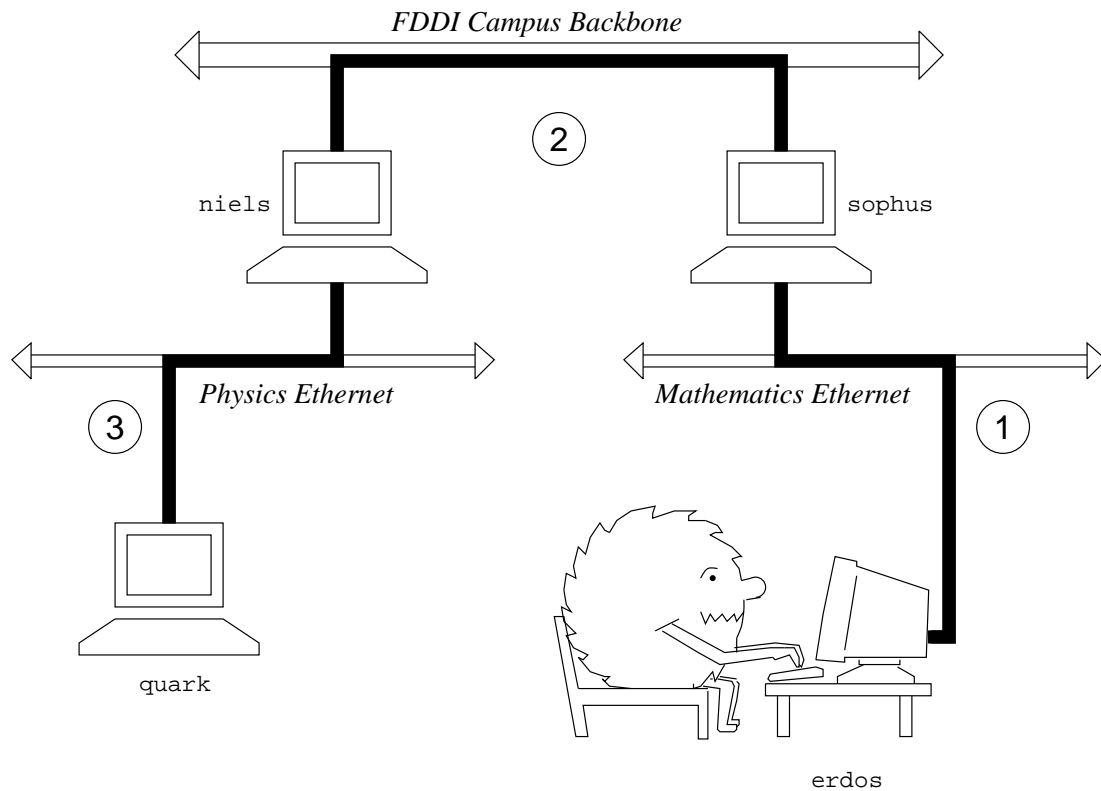 FDDI Campus Backbone
2
niels
sophus
Physics Ethernet
Mathematics Ethernet
3
1
quark
erdos